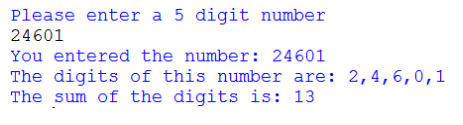 Please enter a 5 digit number
24601
You entered the number: 24601
The digits of this number are: 2,4,6,0,1
The sum of the digits is: 13